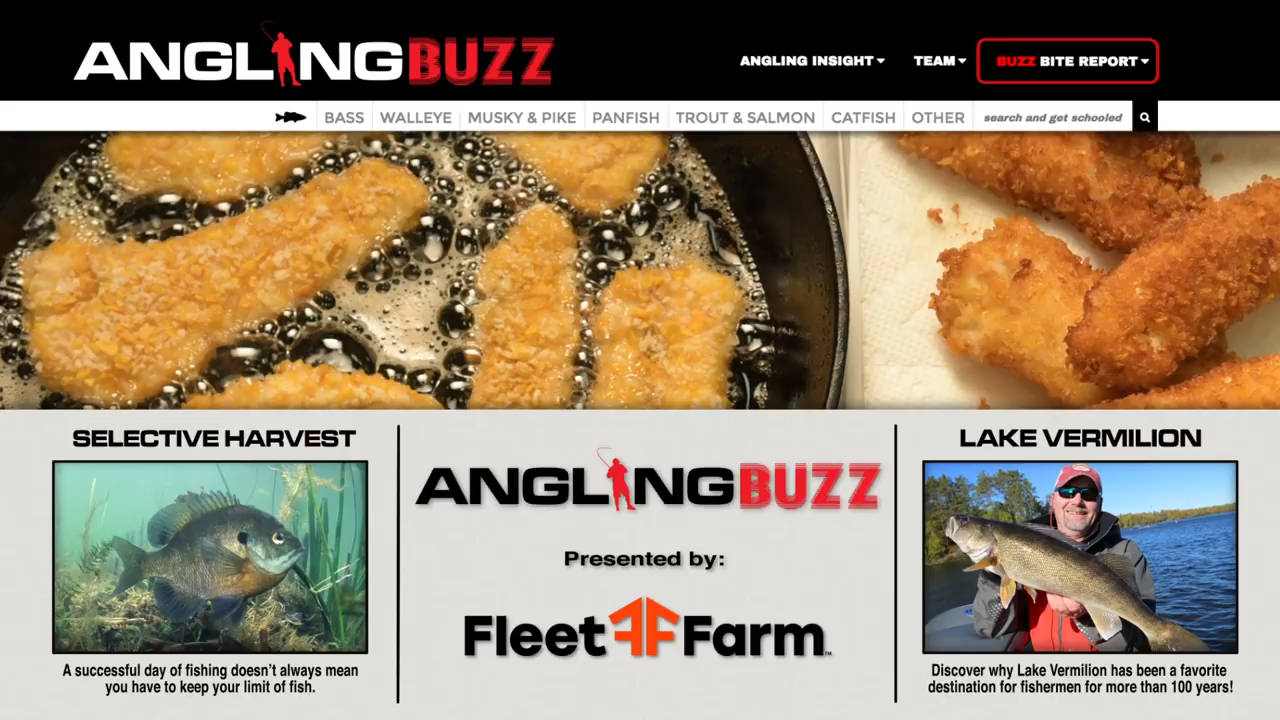 ANGLINGBUZZ
ANGLING INSIGHT
TEAM
BUZZ BITE REPORT
BASS
WALLEYE
MUSKY & PIKE
PANFISH
TROUT & SALMON
CATFISH
OTHER
search and get schooled
SELECTIVE HARVEST
A successful day of fishing doesn't always mean
you have to keep your limit of fish.
ANGLINGBUZZ
Presented by:
Fleet FF Farm™
LAKE VERMILION
Discover why Lake Vermilion has been a favorite
destination for fishermen for more than 100 years!